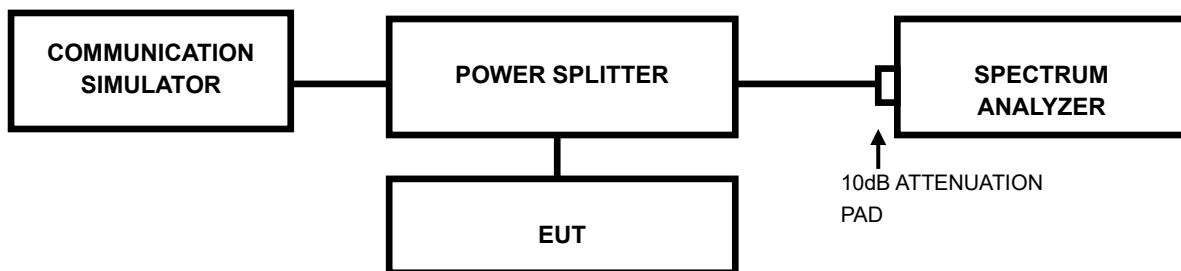 COMMUNICATION
SIMULATOR
POWER SPLITTER
SPECTRUM
ANALYZER
10dB ATTENUATION
PAD
EUT